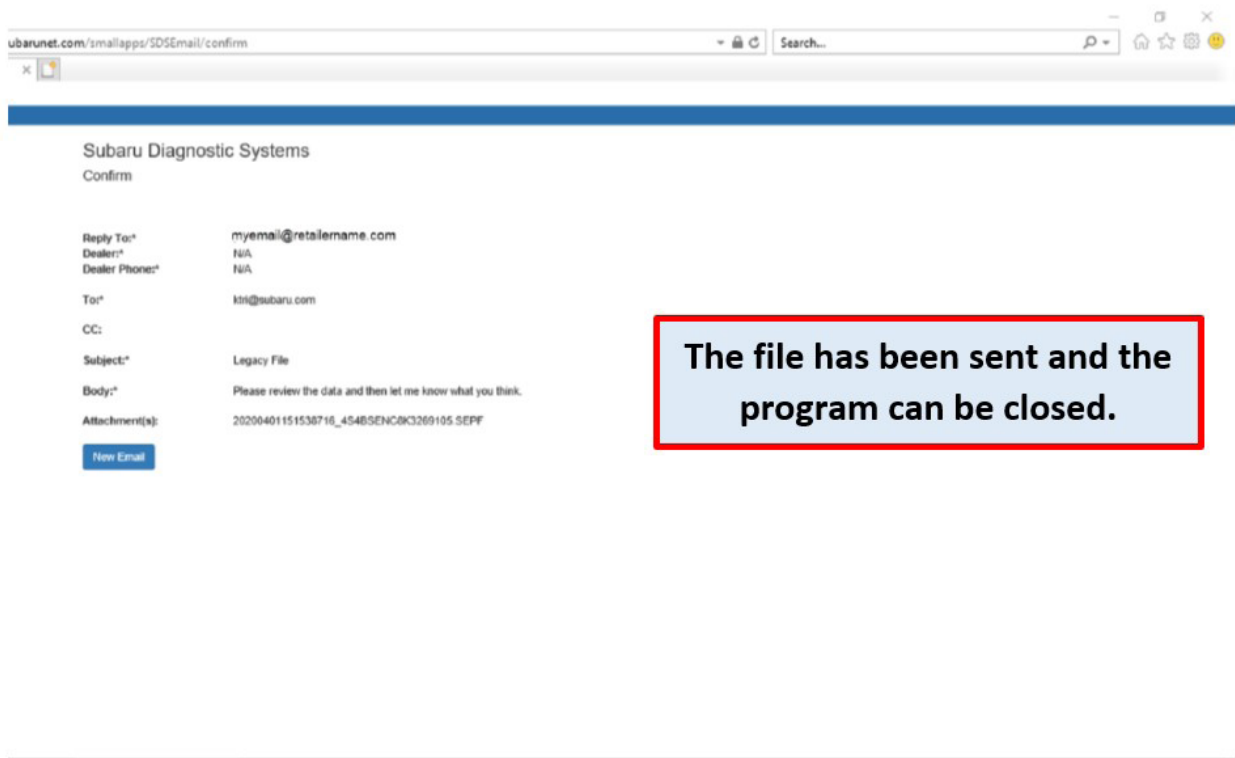 ubarunet.com/smallapps/SDSEmail/confirm
Search...
Subaru Diagnostic Systems
Confirm
Reply To:* myemail@retailername.com
Dealer:* N/A
Dealer Phone:* N/A
To:* ktri@subaru.com
CC:
Subject:* Legacy File
Body:* Please review the data and then let me know what you think.
Attachment(s): 20200401151538716_4S4BSENC8K3269105.SEPF
New Email
The file has been sent and the
program can be closed.